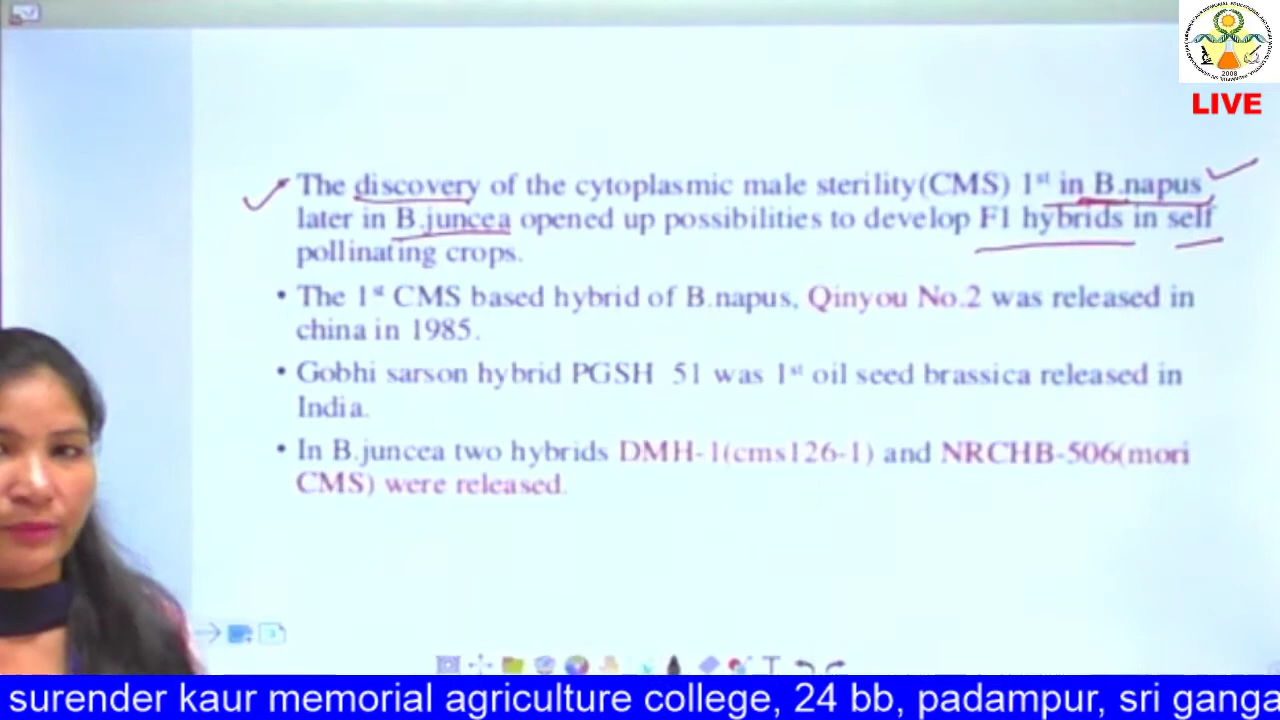 LIVE
The discovery of the cytoplasmic male sterility(CMS) 1st in B.napus,
later in B.juncea opened up possibilities to develop F1 hybrids in self
pollinating crops.
• The 1st CMS based hybrid of B.napus, Qinyou No.2 was released in
china in 1985.
• Gobhi sarson hybrid PGSH 51 was 1st oil seed brassica released in
India.
• In B.juncea two hybrids DMH-1(cms126-1) and NRCHB-506(mori
CMS) were released.
2008
surender kaur memorial agriculture college, 24 bb, padampur, sri ganga